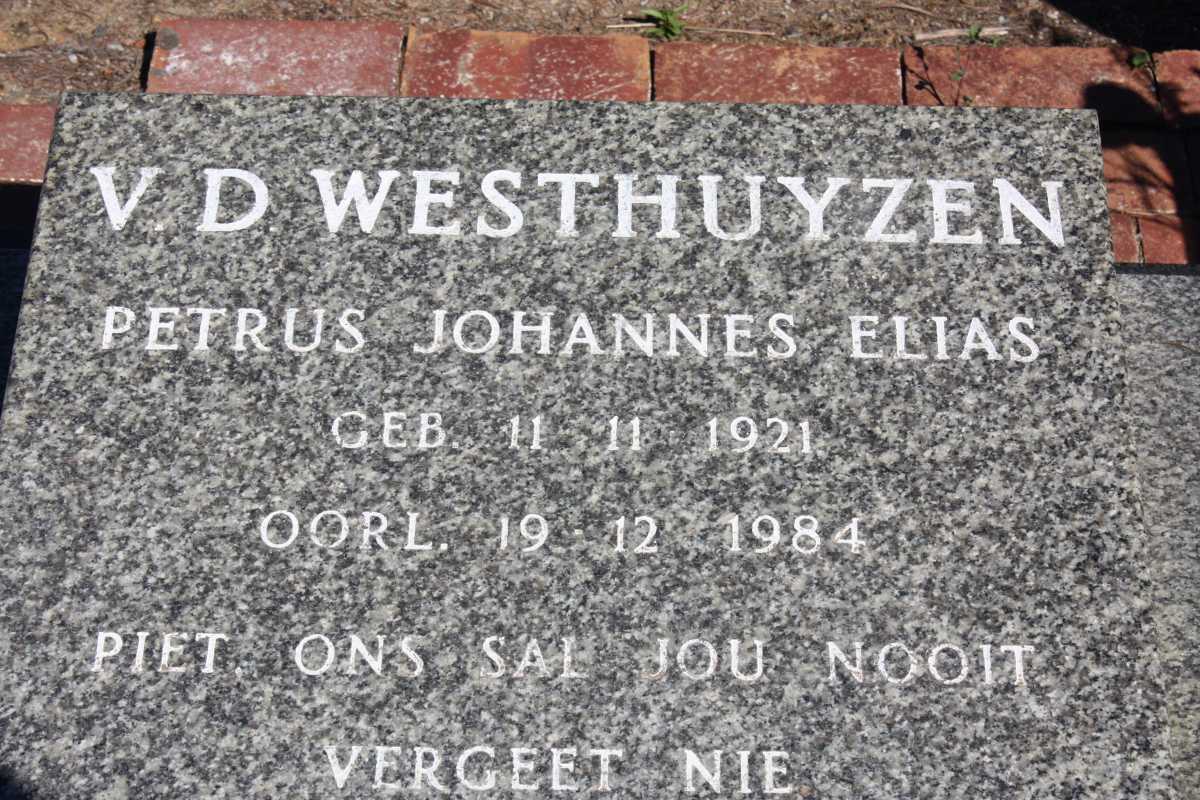 V. D. WESTHUYZEN
PETRUS JOHANNES ELIAS
GEB. 11 · 11 · 1921
OORL. 19 · 12 · 1984
PIET. ONS SAL JOU NOOIT
VERGEET NIE